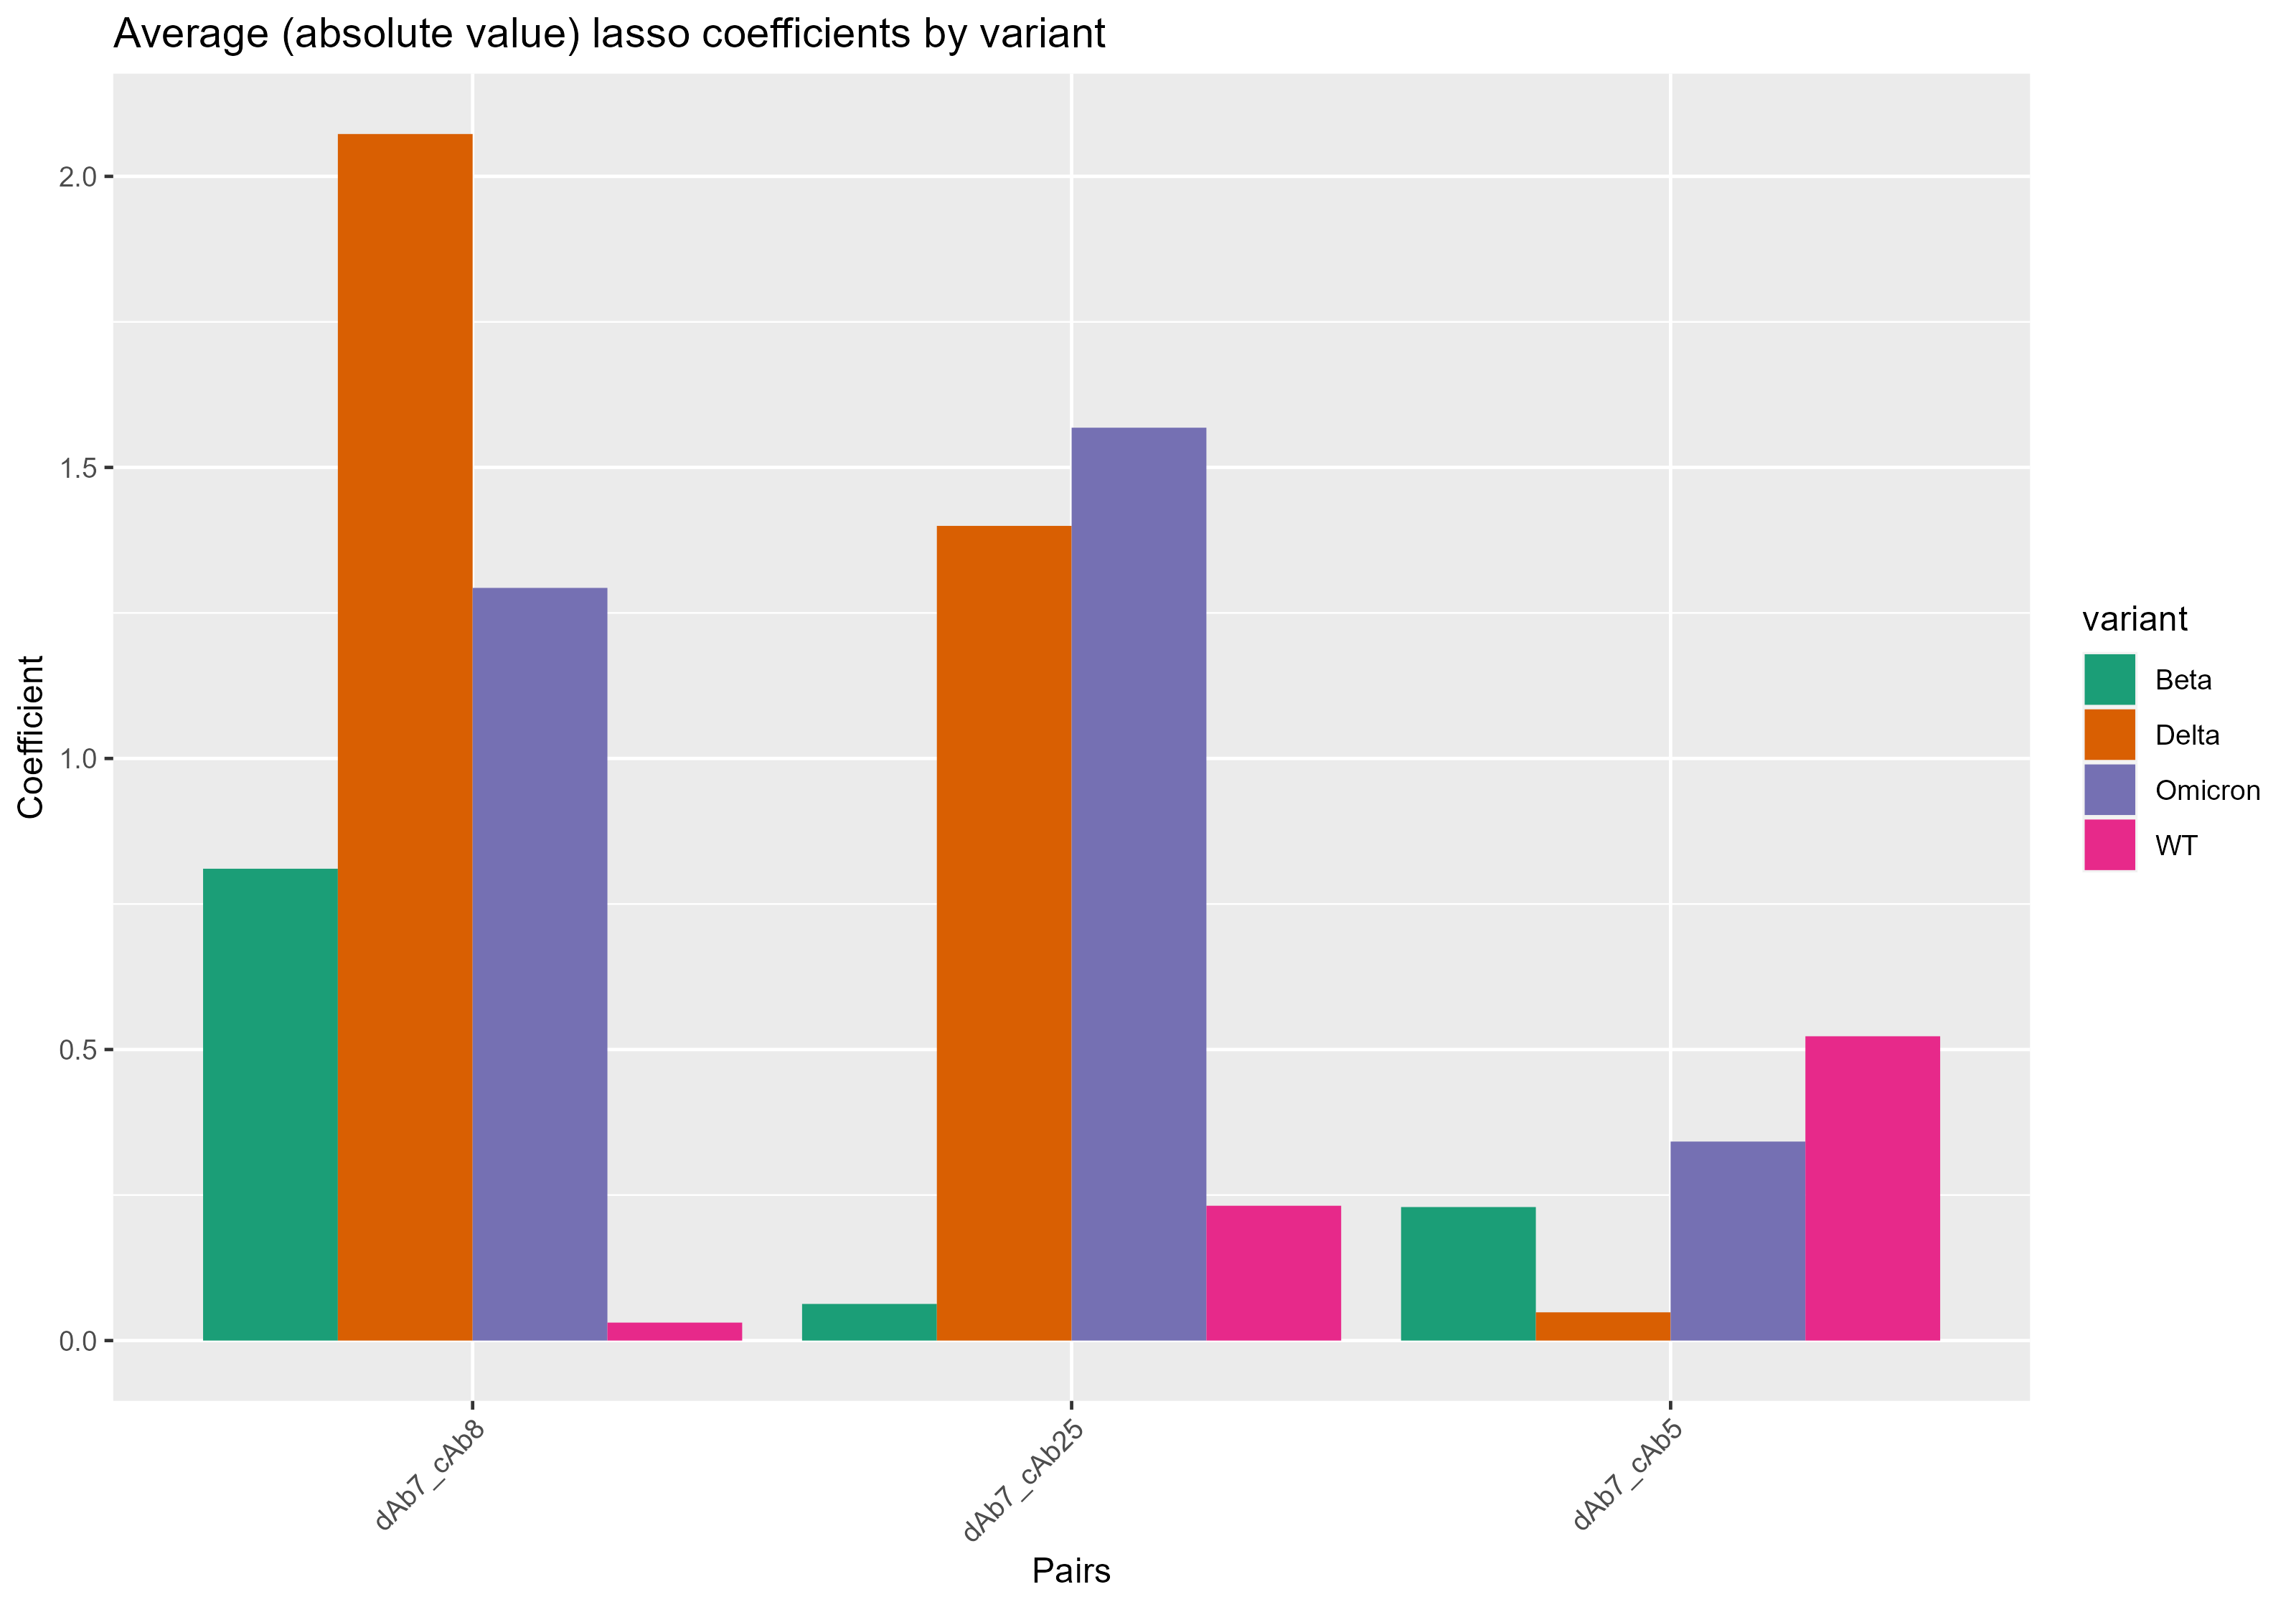 Average (absolute value) lasso coefficients by variant
Coefficient
2.0
1.5
1.0
0.5
0.0
dAb7_cAb8
dAb7_cAb25
dAb7_cAb5
Pairs
variant
Beta
Delta
Omicron
WT